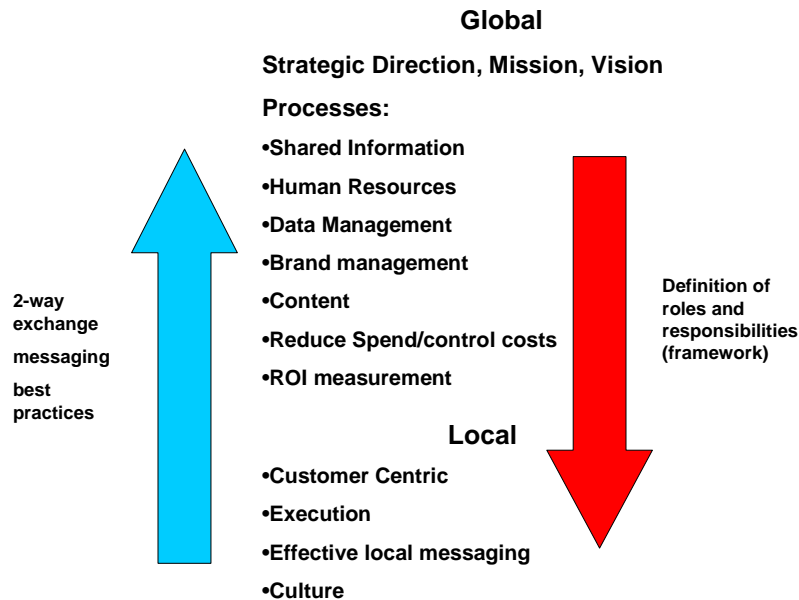 Global
Strategic Direction, Mission, Vision
Processes:
•Shared Information
•Human Resources
•Data Management
•Brand management
•Content
•Reduce Spend/control costs
•ROI measurement
2-way
exchange
messaging
best
practices
Definition of
roles and
responsibilities
(framework)
Local
•Customer Centric
•Execution
•Effective local messaging
•Culture